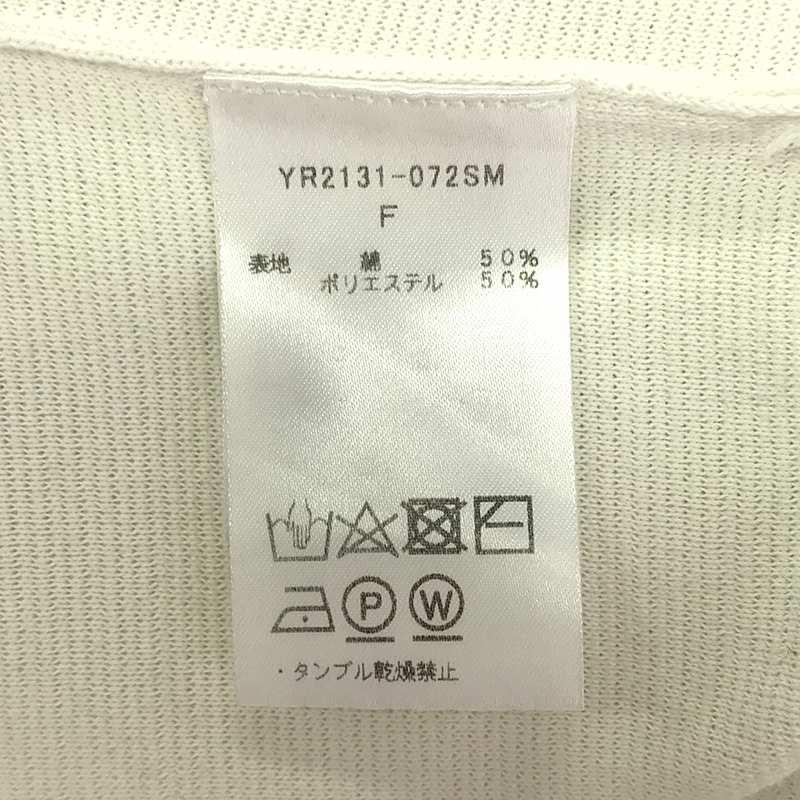 YR2131-072SM
F
表地 綿 50%
ポリエステル 50%
P W
・タンブル乾燥禁止